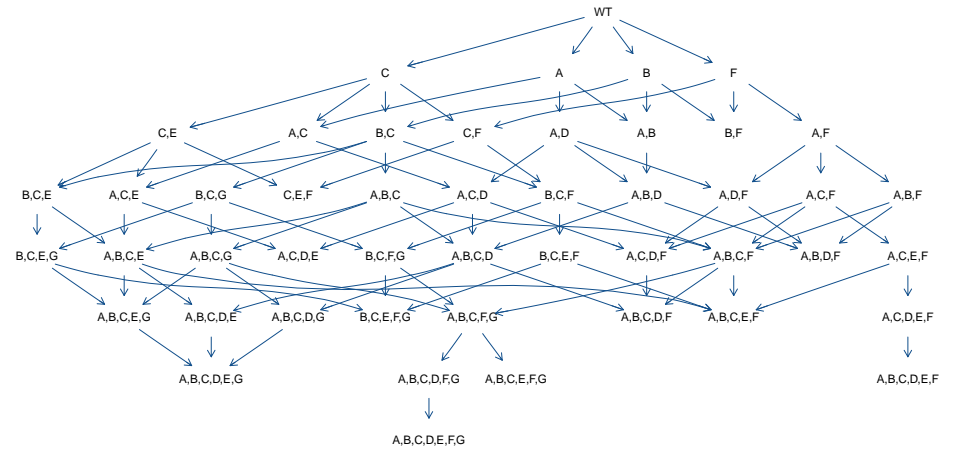 WT
C A B F
C,E A,C B,C C,F A,D A,B B,F A,F
B,C,E A,C,E B,C,G C,E,F A,B,C A,C,D B,C,F A,B,D A,D,F A,C,F A,B,F
B,C,E,G A,B,C,E A,B,C,G A,C,D,E B,C,F,G A,B,C,D B,C,E,F A,C,D,F A,B,C,F A,B,D,F A,C,E,F
A,B,C,E,G A,B,C,D,E A,B,C,D,G B,C,E,F,G A,B,C,F,G A,B,C,D,F A,B,C,E,F A,C,D,E,F
A,B,C,D,E,G A,B,C,D,F,G A,B,C,E,F,G A,B,C,D,E,F
A,B,C,D,E,F,G